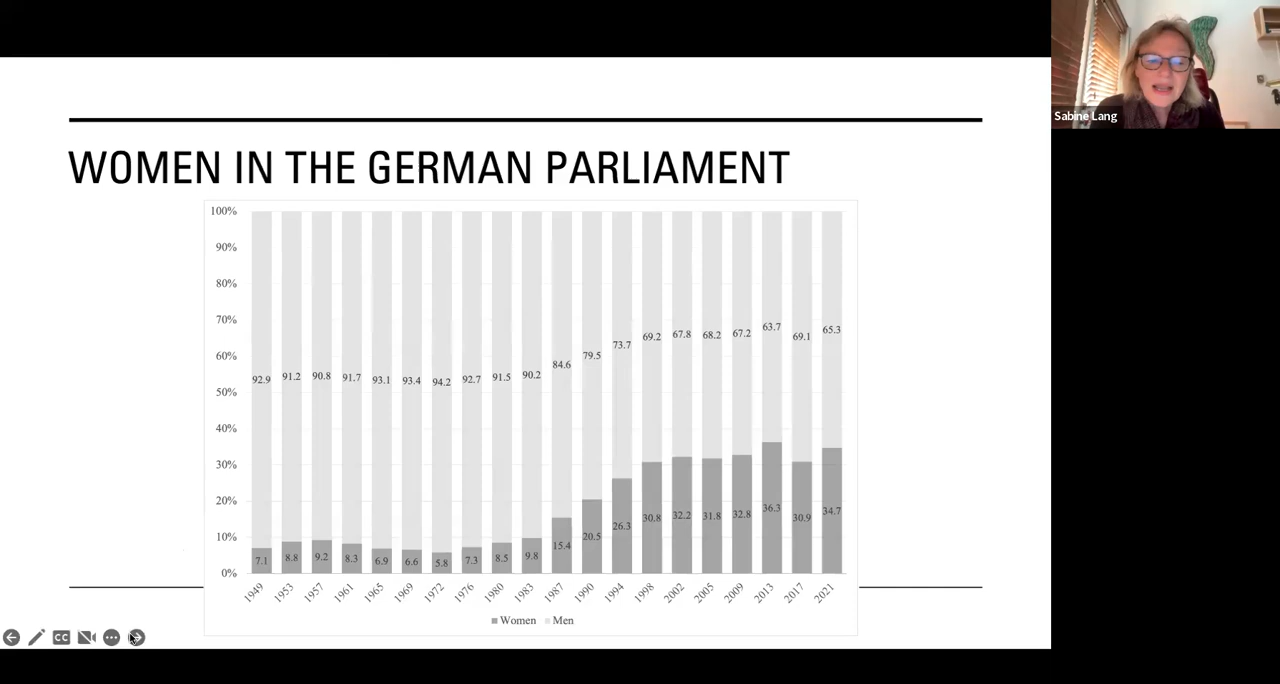 Sabine Lang
WOMEN IN THE GERMAN PARLIAMENT
100%
90%
80%
70%
60%
50%
40%
30%
20%
10%
0%
92.9 91.2 90.8 91.7 93.1 93.4 94.2 92.7 91.5 90.2 84.6 79.5 73.7 69.2 67.8 68.2 67.2 63.7 69.1 65.3
7.1 8.8 9.2 8.3 6.9 6.6 5.8 7.3 8.5 9.8 15.4 20.5 26.3 30.8 32.2 31.8 32.8 36.3 30.9 34.7
1949 1953 1957 1961 1965 1969 1972 1976 1980 1983 1987 1990 1994 1998 2002 2005 2009 2013 2017 2021
Women Men
CC